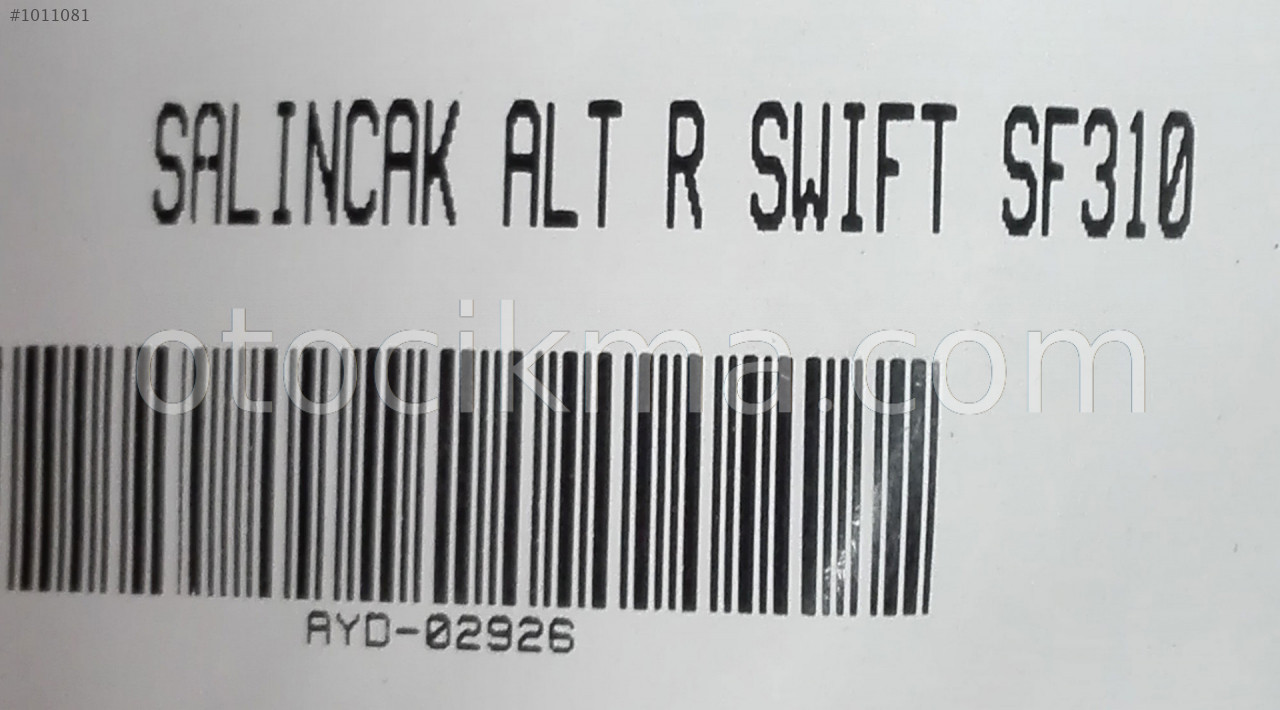 #1011081
SALINCAK ALT R SWIFT SF310
otocikma.com
AYD-02926